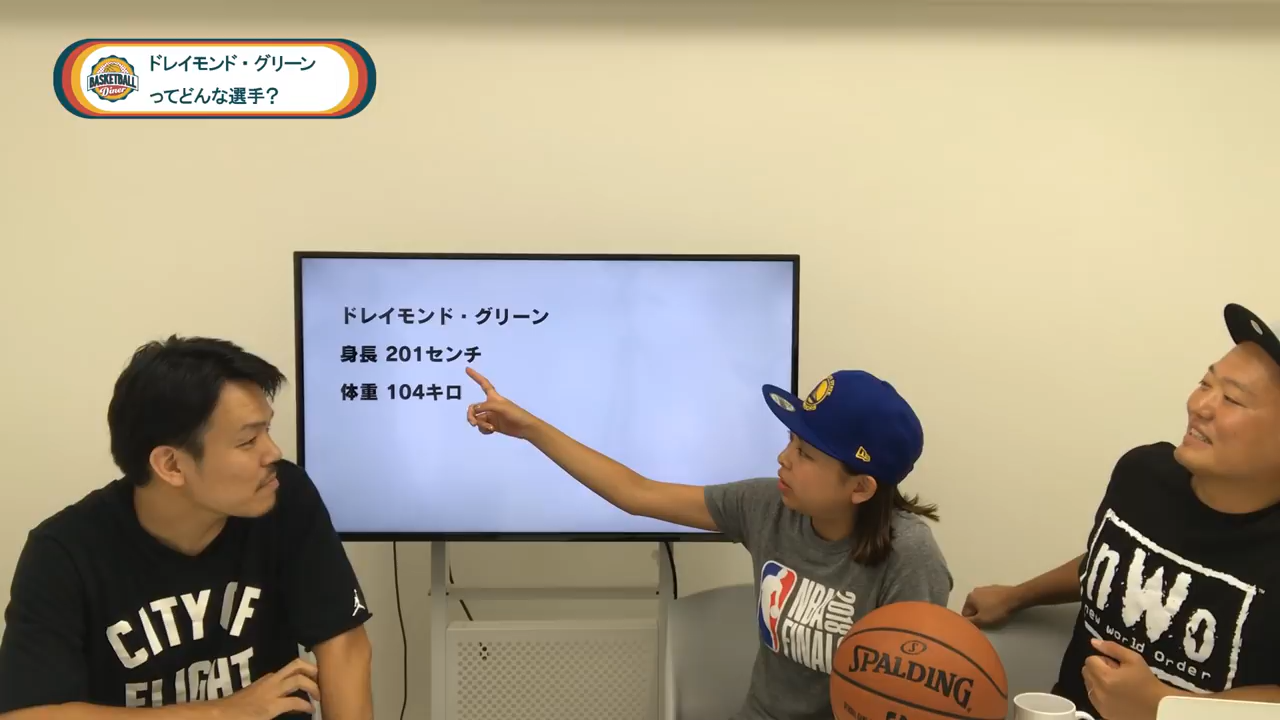 BASKETBALL
Diner
ドレイモンド・グリーン
ってどんな選手？
ドレイモンド・グリーン
身長 201センチ
体重 104キロ
CITY OF
FLIGHT
NBA
FINALS
2018
SPALDING
nWo
new world Order